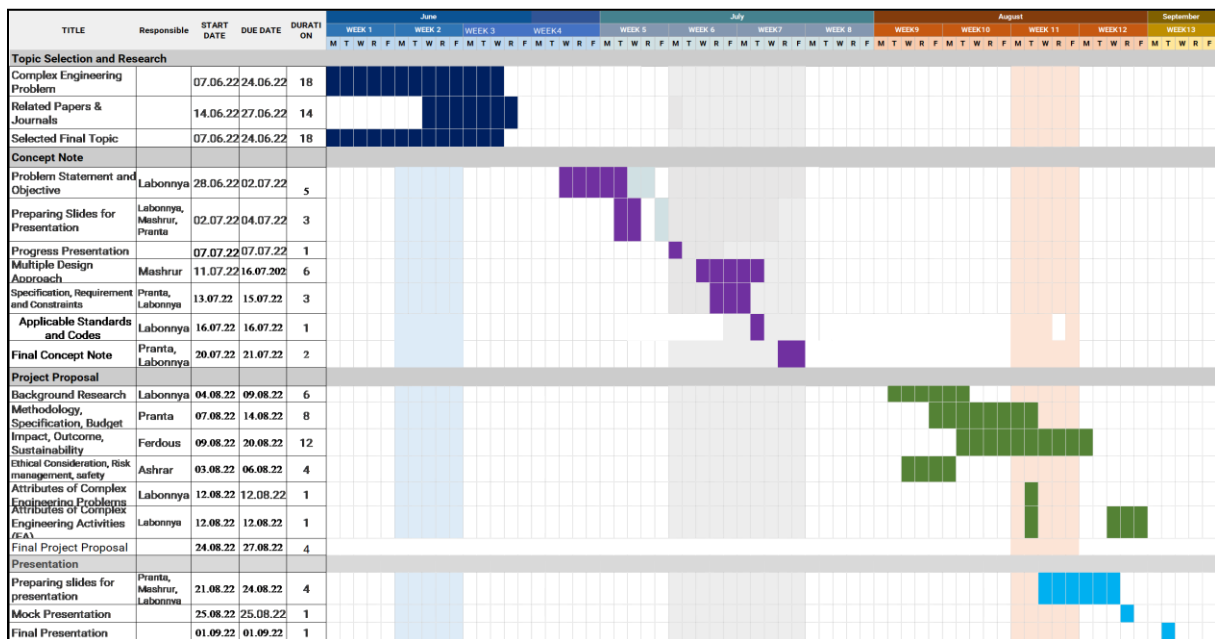 June July August September
TITLE Responsible START DATE DUE DATE DURATI ON WEEK 1 WEEK 2 WEEK 3 WEEK4 WEEK 5 WEEK 6 WEEK7 WEEK 8 WEEK9 WEEK10 WEEK 11 WEEK12 WEEK13
M T W R F M T W R F M T W R F M T W R F M T W R F M T W R F M T W R F M T W R F M T W R F M T W R F M T W R F M T W R F M T W R F
Topic Selection and Research
Complex Engineering
Problem 07.06.22 24.06.22 18
Related Papers &
Journals 14.06.22 27.06.22 14
Selected Final Topic 07.06.22 24.06.22 18
Concept Note
Problem Statement and
Objective Labonnya 28.06.22 02.07.22 5
Preparing Slides for
Presentation Labonnya,
Mashrur,
Pranta 02.07.22 04.07.22 3
Progress Presentation 07.07.22 07.07.22 1
Multiple Design
Approach Mashrur 11.07.22 16.07.202 6
Specification, Requirement
and Constraints Pranta,
Labonnya 13.07.22 15.07.22 3
Applicable Standards
and Codes Labonnya 16.07.22 16.07.22 1
Final Concept Note Pranta,
Labonnya 20.07.22 21.07.22 2
Project Proposal
Background Research Labonnya 04.08.22 09.08.22 6
Methodology,
Specification, Budget Pranta 07.08.22 14.08.22 8
Impact, Outcome,
Sustainability Ferdous 09.08.22 20.08.22 12
Ethical Consideration, Risk
management, safety Ashrar 03.08.22 06.08.22 4
Attributes of Complex
Engineering Problems Labonnya 12.08.22 12.08.22 1
Attributes of Complex
Engineering Activities
(EA) Labonnya 12.08.22 12.08.22 1
Final Project Proposal 24.08.22 27.08.22 4
Presentation
Preparing slides for
presentation Pranta,
Mashrur,
Labonnya 21.08.22 24.08.22 4
Mock Presentation 25.08.22 25.08.22 1
Final Presentation 01.09.22 01.09.22 1